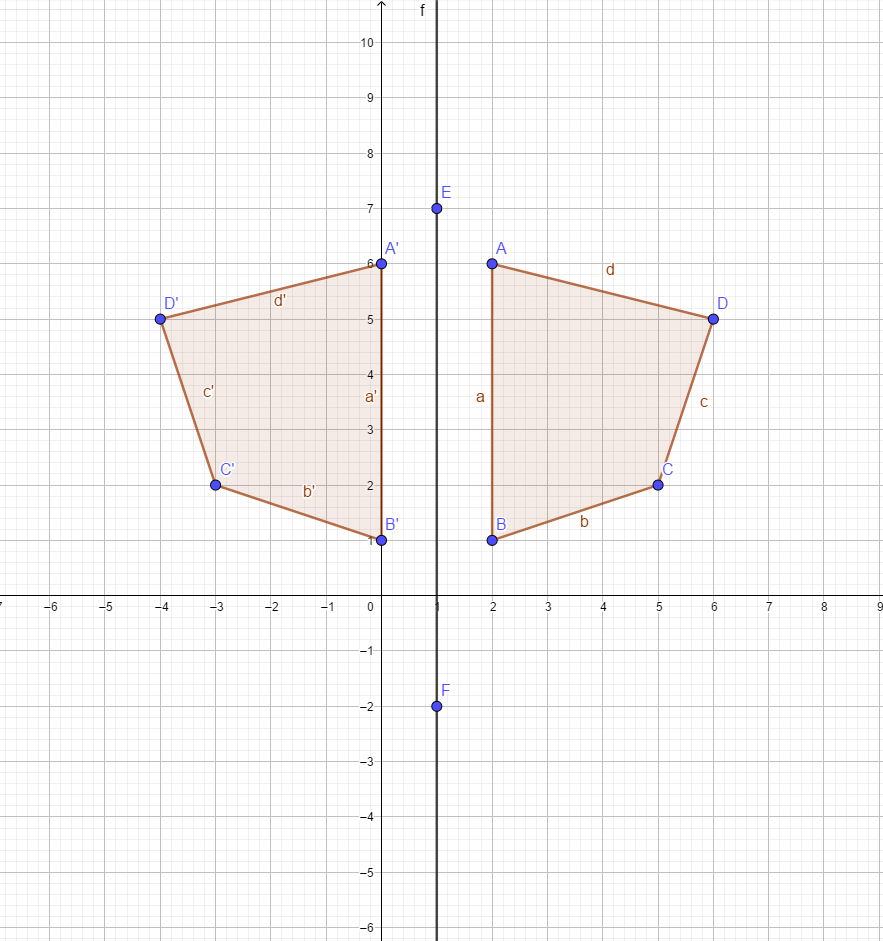 f
10
9
E
8
7
A' A
6 d
D' d' D
5
c' 4 a' a c
3
C' b' 2 C
B' B b
1
7 –6 –5 –4 –3 –2 –1 0 1 2 3 4 5 6 7 8 9
–1
F
–2
–3
–4
–5
–6